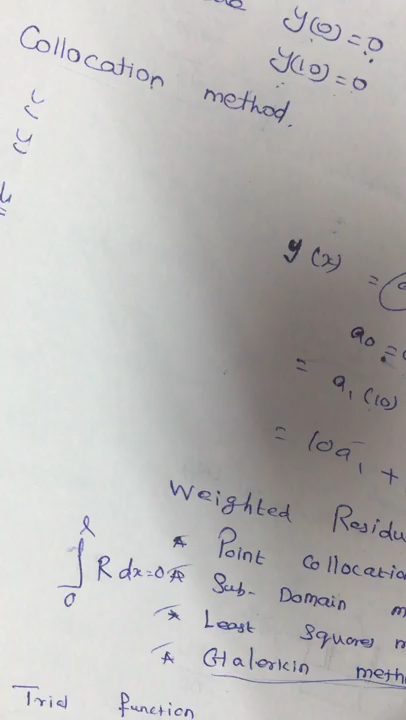 y(0) = 0
y(10) = 0
Collocation method.
y
y
y(x) =
a0 =
= a1 (10)
= 10a1 +
Weighted Residu
* Point collocatio
∫0l R dx = 0 * Sub-Domain m
* Least Squares m
* Galerkin meth
Trial function